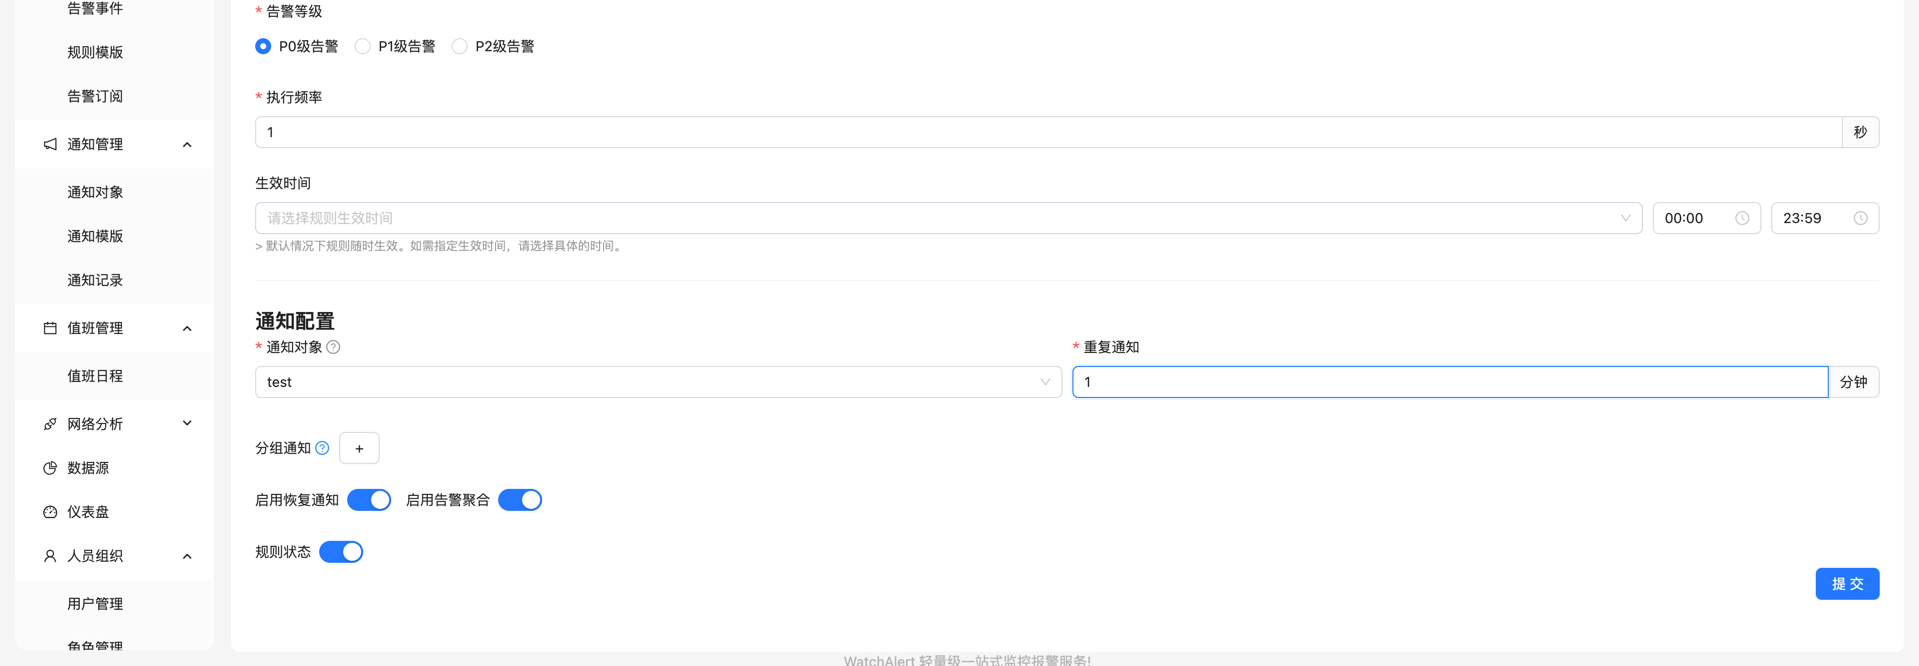 告警事件
规则模版
告警订阅
通知管理
通知对象
通知模版
通知记录
值班管理
值班日程
网络分析
数据源
仪表盘
人员组织
用户管理
角色管理
* 告警等级
P0级告警 P1级告警 P2级告警
* 执行频率
1 秒
生效时间
请选择规则生效时间 00:00 23:59
> 默认情况下规则随时生效。如需指定生效时间，请选择具体的时间。
通知配置
* 通知对象 ?
test
* 重复通知
1 分钟
分组通知 ? +
启用恢复通知 启用告警聚合
规则状态
提 交
WatchAlert 轻量级一站式监控报警服务!